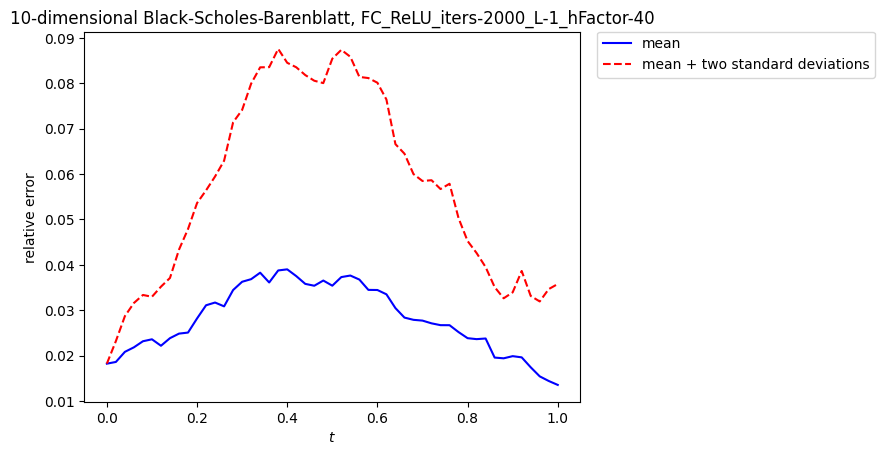 10-dimensional Black-Scholes-Barenblatt, FC_ReLU_iters-2000_L-1_hFactor-40
mean
mean + two standard deviations
relative error
0.09
0.08
0.07
0.06
0.05
0.04
0.03
0.02
0.01
0.0 0.2 0.4 0.6 0.8 1.0
t